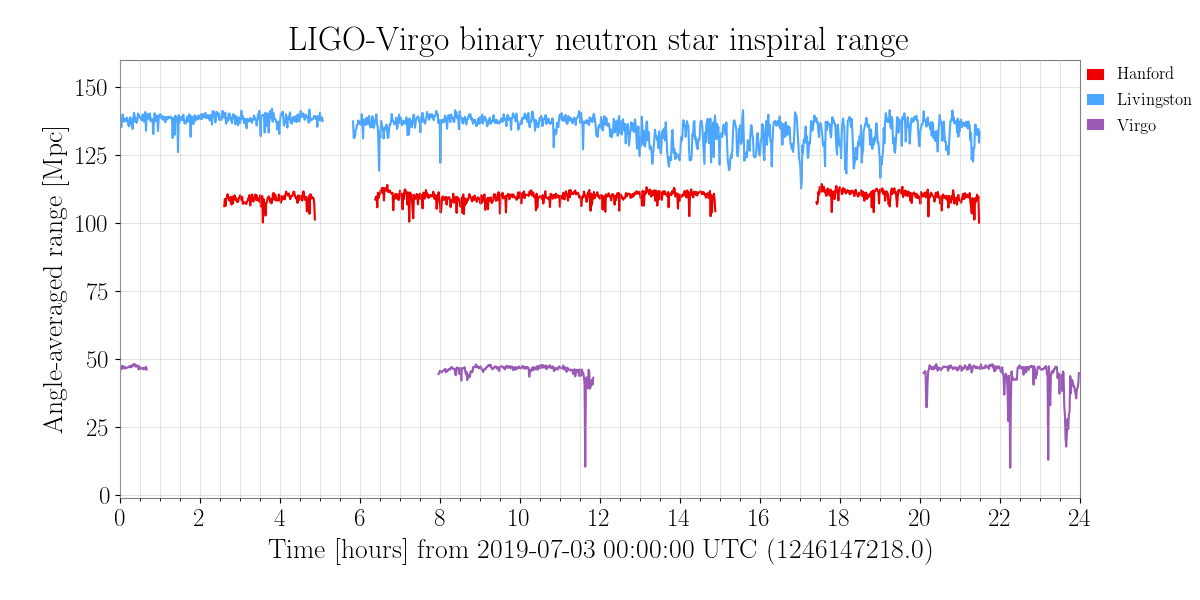 LIGO-Virgo binary neutron star inspiral range
Angle-averaged range [Mpc]
150
125
100
75
50
25
0
0 2 4 6 8 10 12 14 16 18 20 22 24
Time [hours] from 2019-07-03 00:00:00 UTC (1246147218.0)
Hanford
Livingston
Virgo